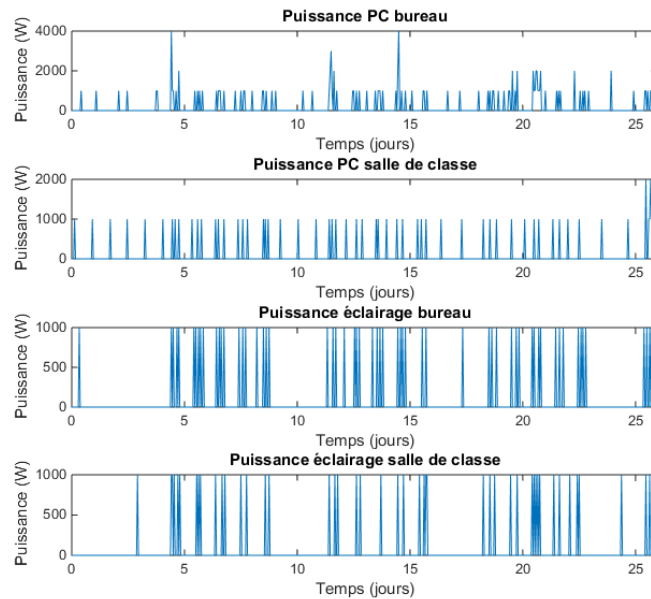 Puissance PC bureau
Puissance (W)
4000
2000
0
0 5 10 15 20 25
Temps (jours)
Puissance PC salle de classe
Puissance (W)
2000
1000
0
0 5 10 15 20 25
Temps (jours)
Puissance éclairage bureau
Puissance (W)
1000
500
0
0 5 10 15 20 25
Temps (jours)
Puissance éclairage salle de classe
Puissance (W)
1000
500
0
0 5 10 15 20 25
Temps (jours)